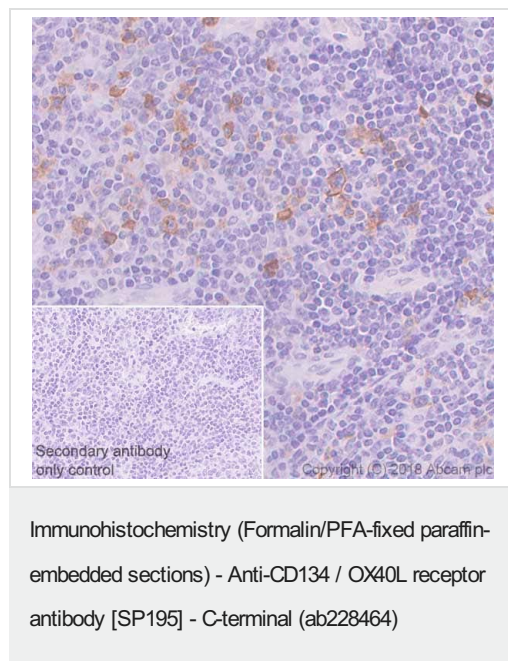 Secondary antibody
only control
Copyright (C) 2018 Abcam plc
Immunohistochemistry (Formalin/PFA-fixed paraffin-
embedded sections) - Anti-CD134 / OX40L receptor
antibody [SP195] - C-terminal (ab228464)